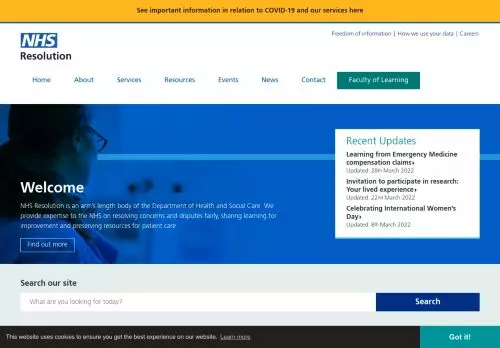 See important information in relation to COVID-19 and our services here
Freedom of information | How we use your data | Careers
NHS
Resolution
Home About Services Resources Events News Contact Faculty of Learning
Recent Updates
Learning from Emergency Medicine
compensation claims
Updated: 28th March 2022
Invitation to participate in research:
Your lived experience
Updated: 22nd March 2022
Celebrating International Women's
Day
Updated: 8th March 2022
Welcome
NHS Resolution is an arm's length body of the Department of Health and Social Care. We
provide expertise to the NHS on resolving concerns and disputes fairly, sharing learning for
improvement and preserving resources for patient care.
Find out more
Search our site
What are you looking for today? Search
This website uses cookies to ensure you get the best experience on our website. Learn more Got it!